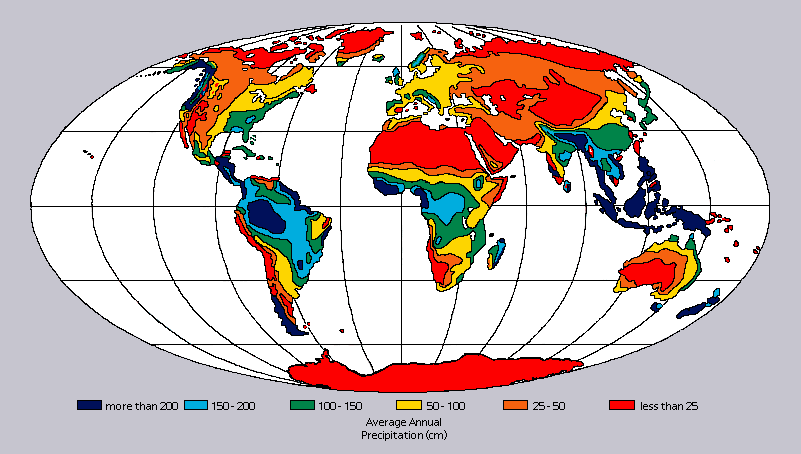 more than 200 150 - 200 100 - 150 50 - 100 25 - 50 less than 25
Average Annual
Precipitation (cm)